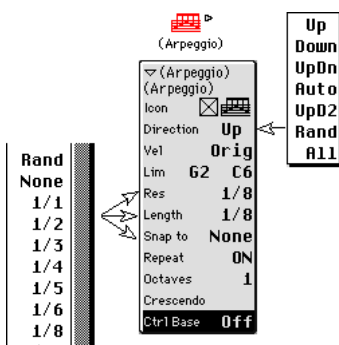 (Arpeggio)
(Arpeggio)
(Arpeggio)
Icon
Direction Up
Vel Orig
Lim G2 C6
Res 1/8
Length 1/8
Snap to None
Repeat ON
Octaves 1
Crescendo
Ctrl Base Off
Up
Down
UpDn
Auto
UpD2
Rand
All
Rand
None
1/1
1/2
1/3
1/4
1/5
1/6
1/8